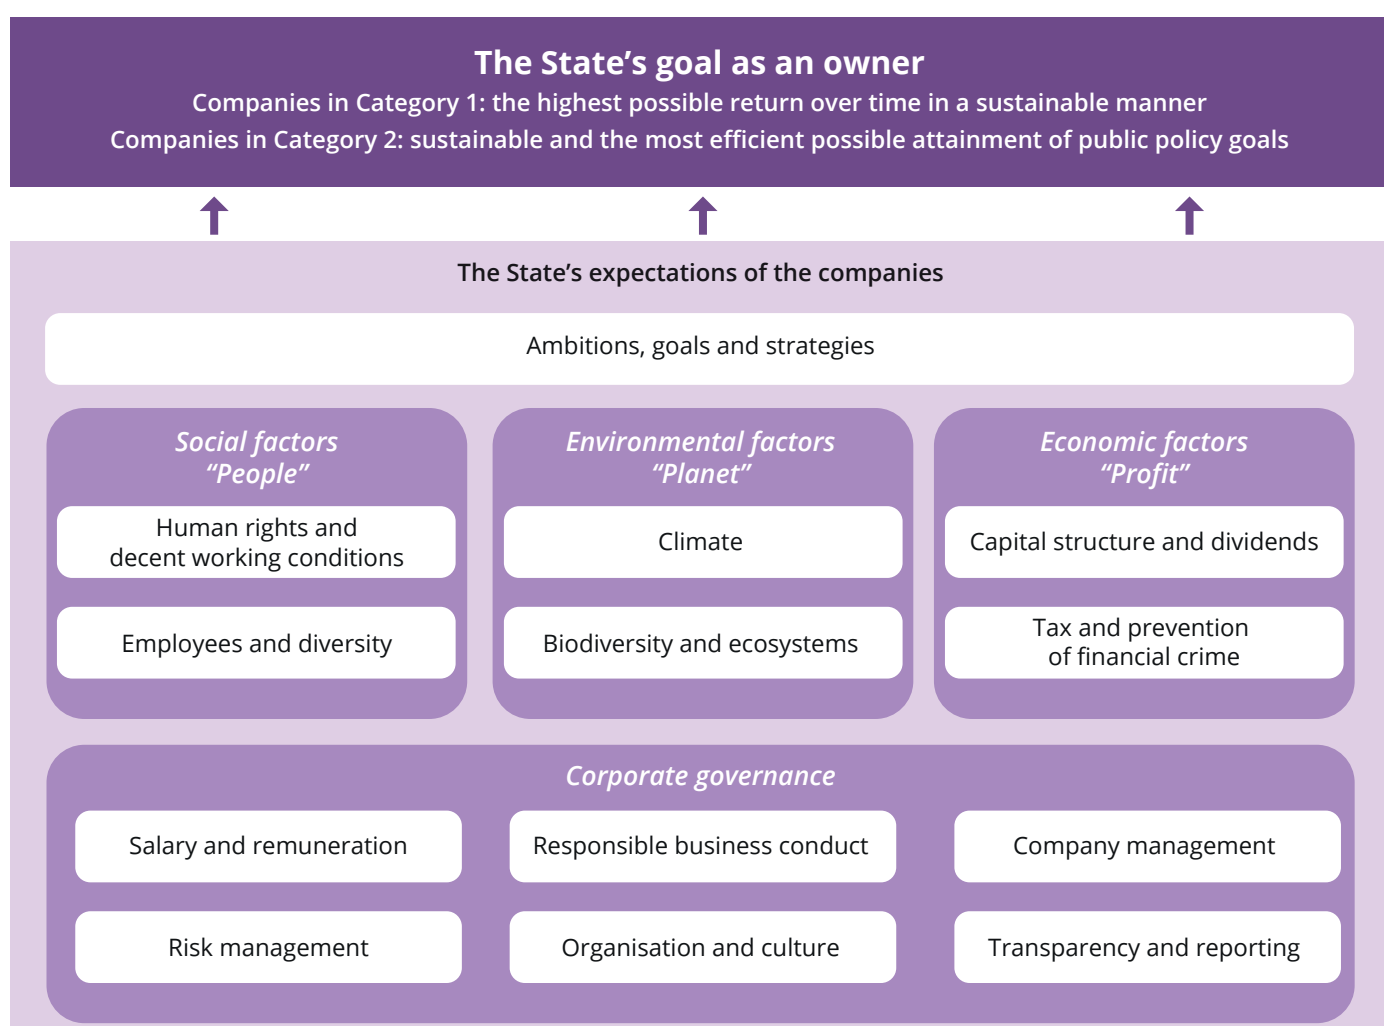 The State’s goal as an owner
Companies in Category 1: the highest possible return over time in a sustainable manner
Companies in Category 2: sustainable and the most efficient possible attainment of public policy goals
The State’s expectations of the companies
Ambitions, goals and strategies
Social factors
“People”
Human rights and
decent working conditions
Employees and diversity
Environmental factors
“Planet”
Climate
Biodiversity and ecosystems
Economic factors
“Profit”
Capital structure and dividends
Tax and prevention
of financial crime
Corporate governance
Salary and remuneration
Responsible business conduct
Company management
Risk management
Organisation and culture
Transparency and reporting